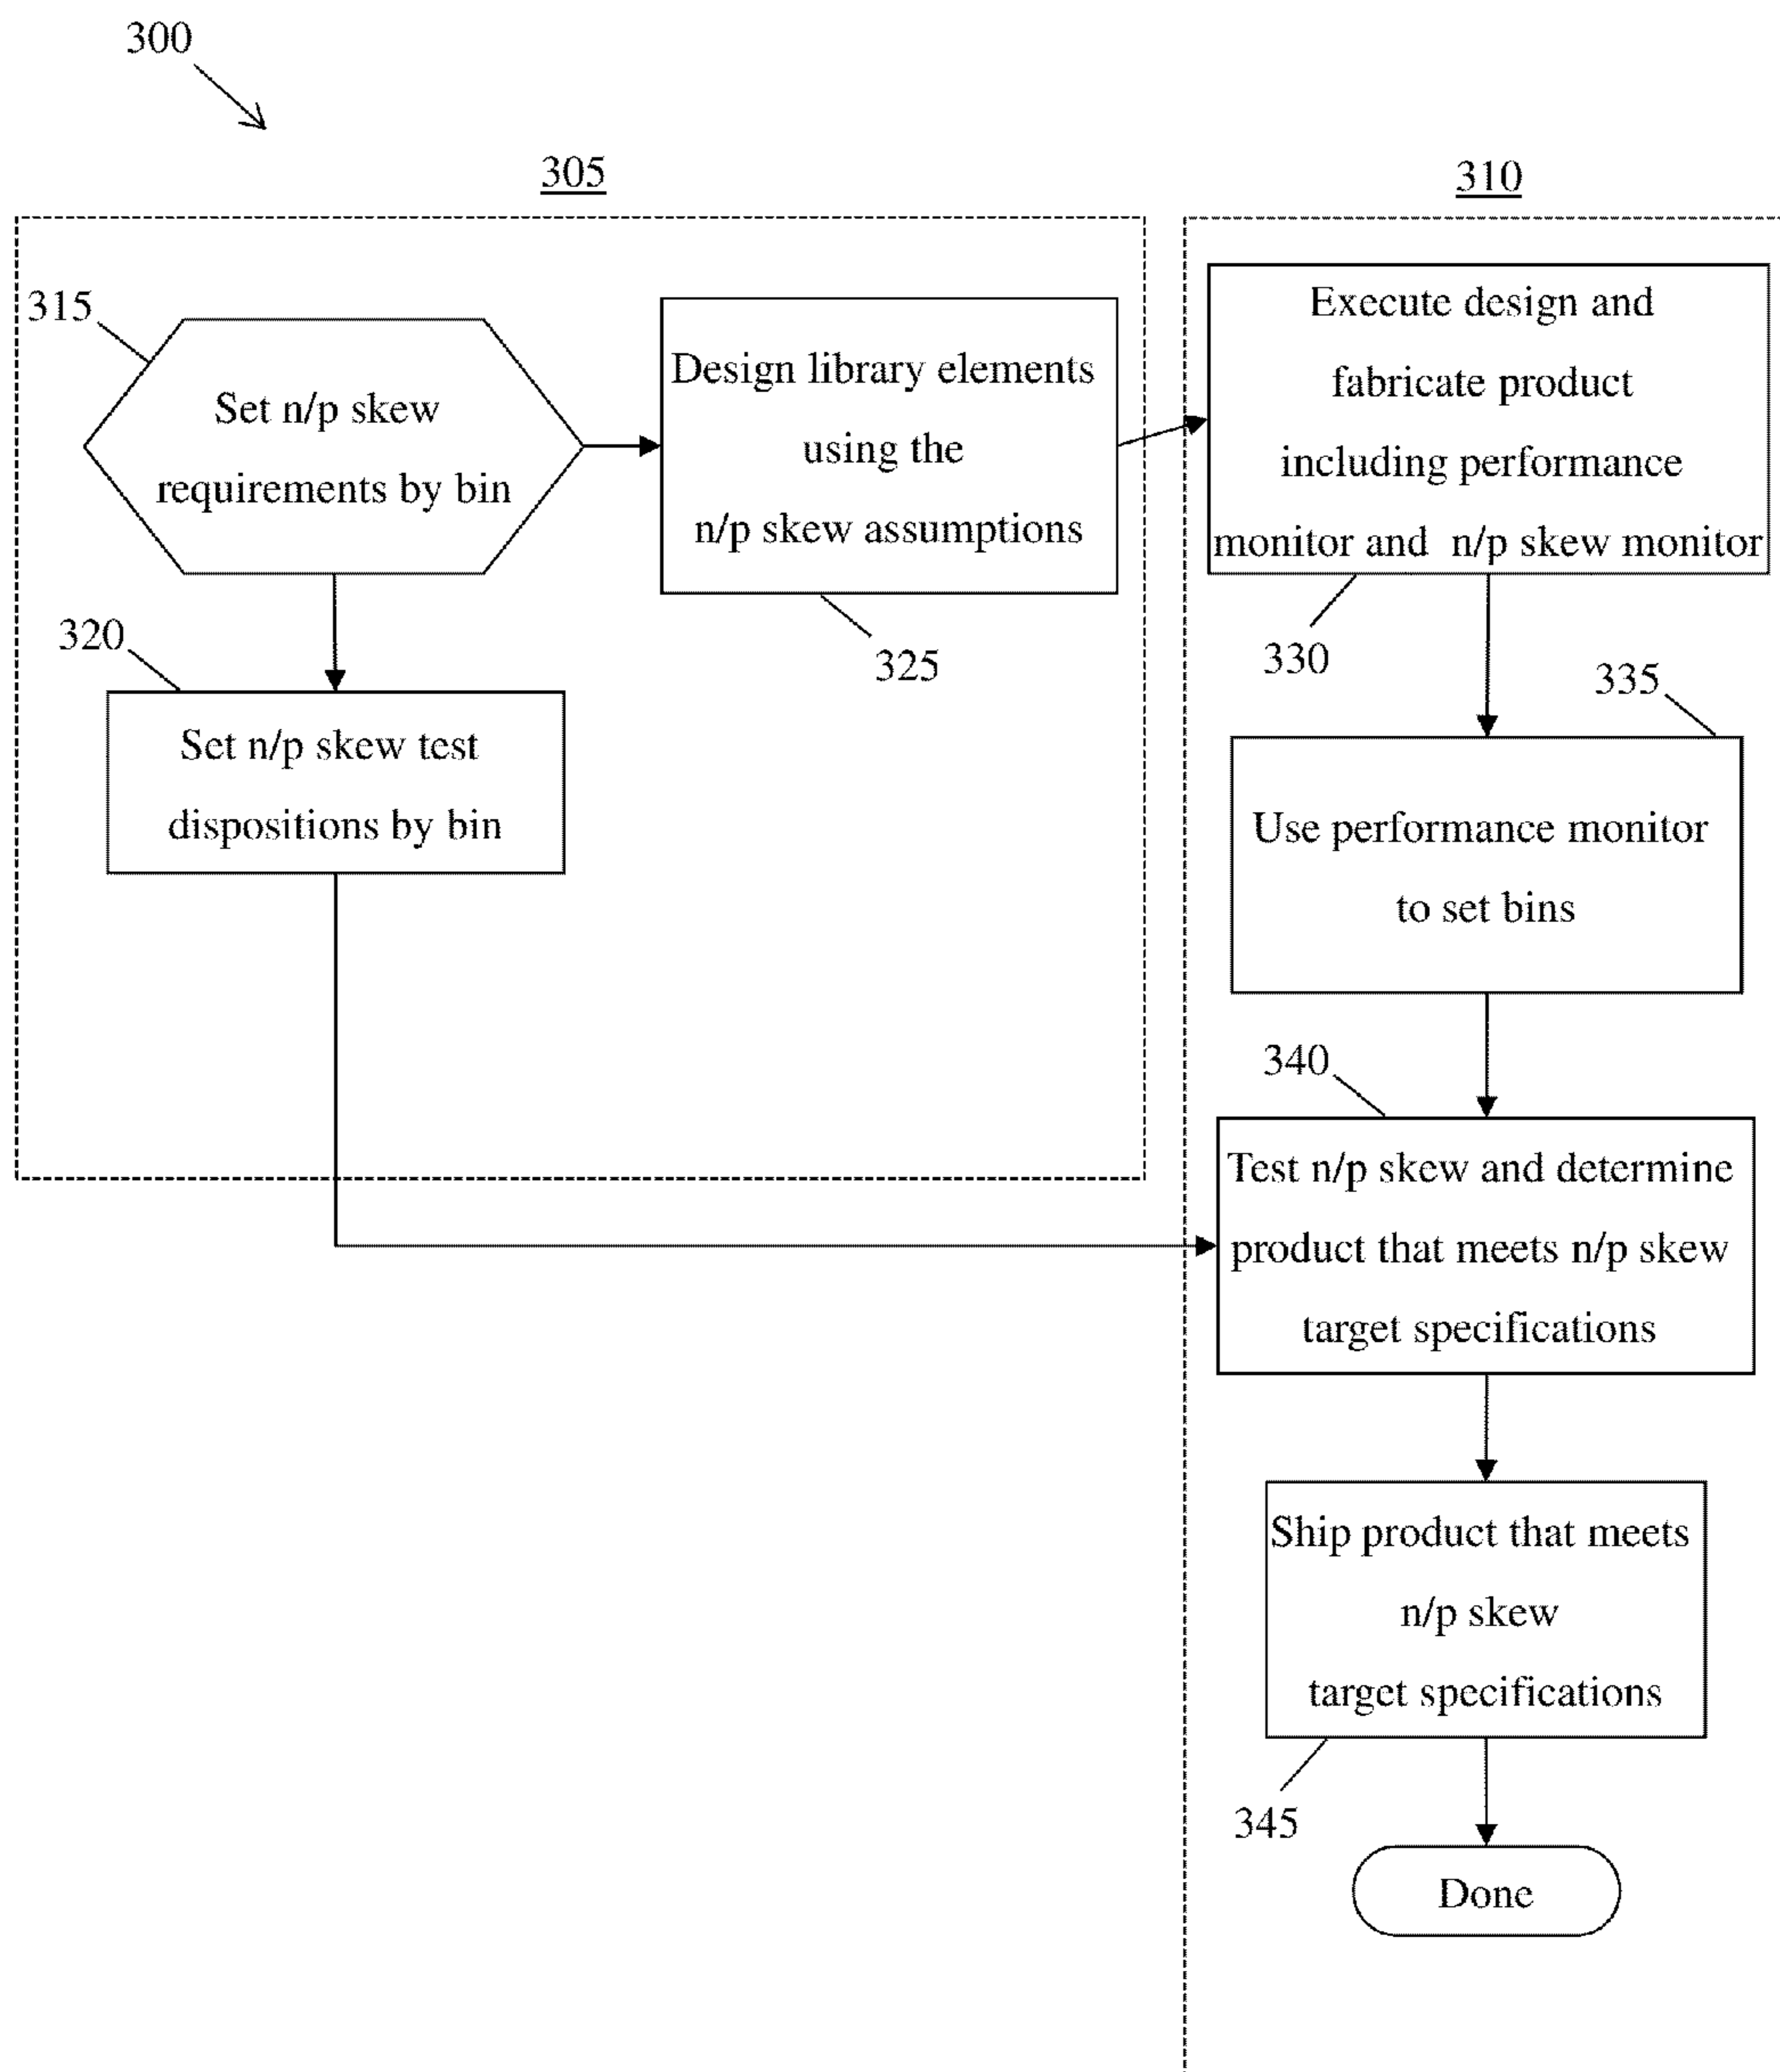 300
305
310
315
Set n/p skew
requirements by bin
Design library elements
using the
n/p skew assumptions
325
320
Set n/p skew test
dispositions by bin
Execute design and
fabricate product
including performance
monitor and n/p skew monitor
330
335
Use performance monitor
to set bins
340
Test n/p skew and determine
product that meets n/p skew
target specifications
Ship product that meets
n/p skew
target specifications
345
Done